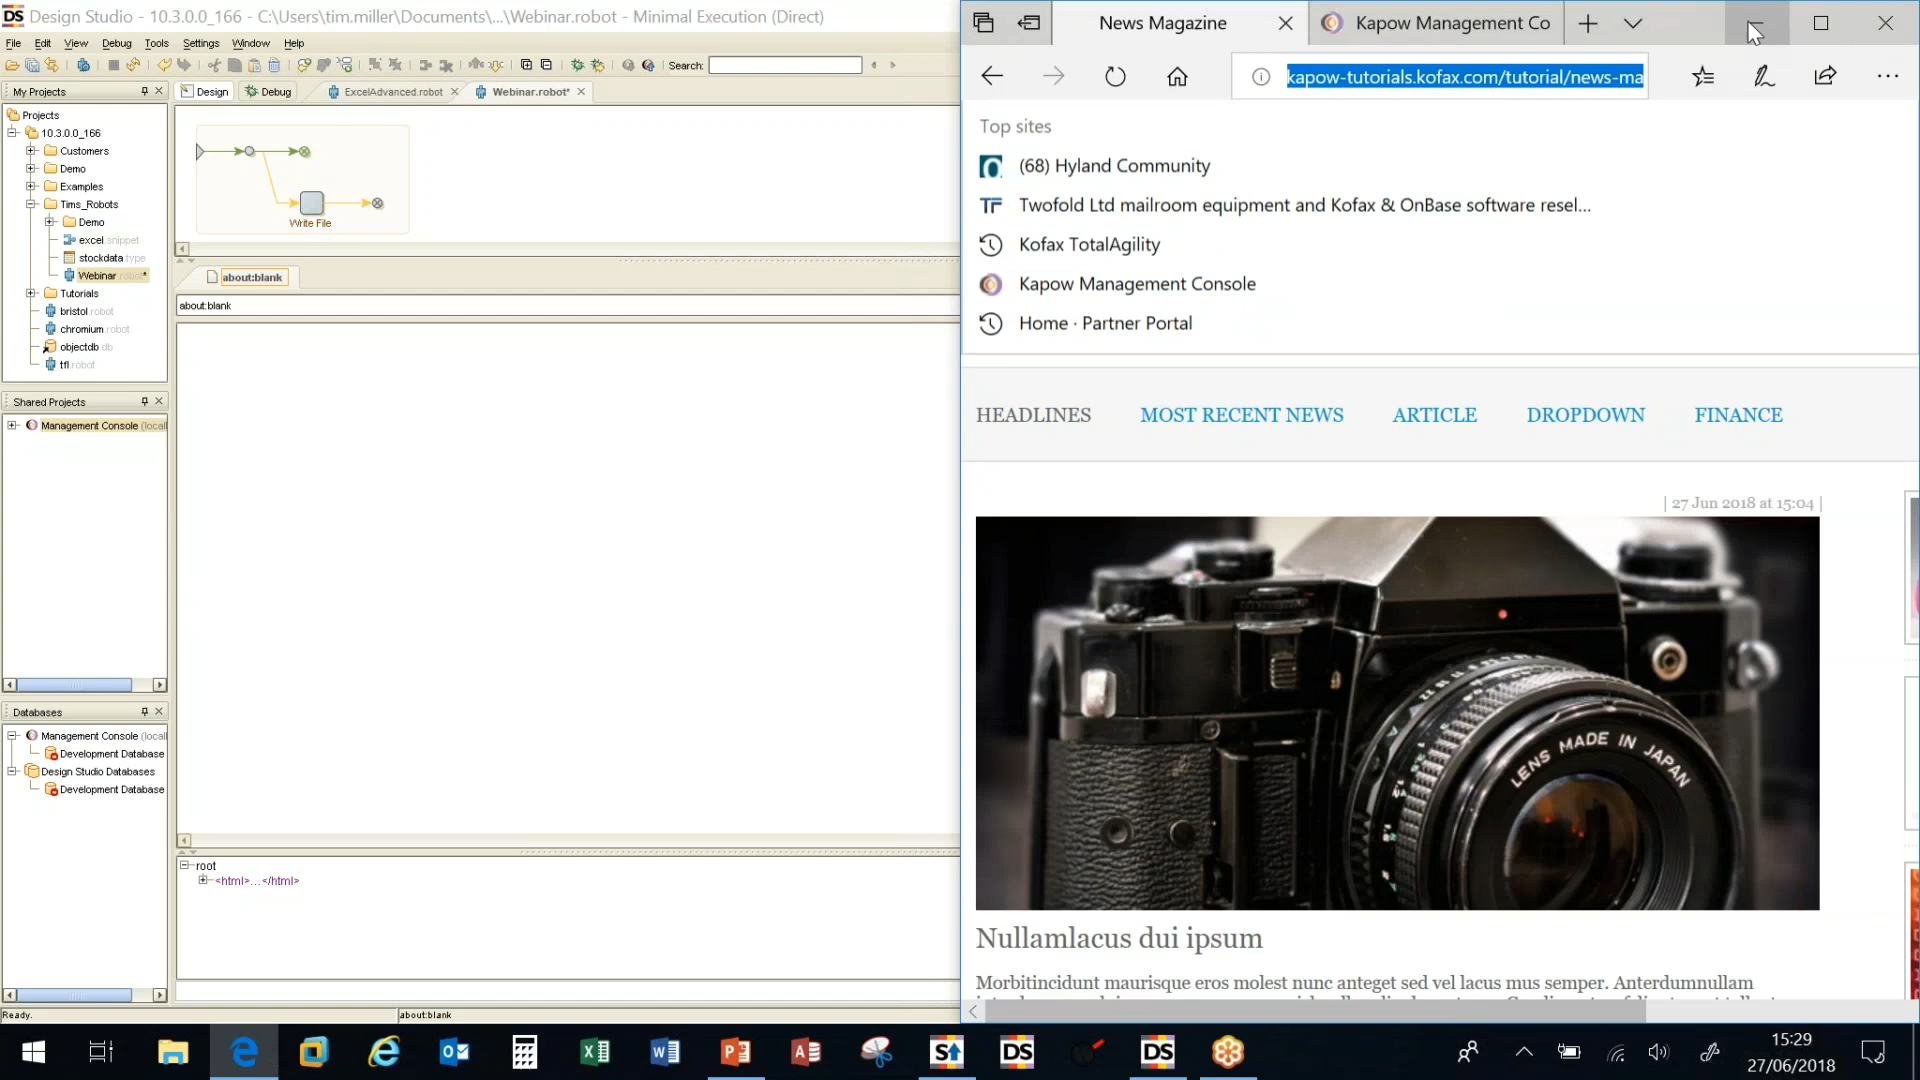 Design Studio - 10.3.0.0_166 - C:\Users\tim.miller\Documents\...\Webinar.robot - Minimal Execution (Direct)
File Edit View Debug Tools Settings Window Help
Search:
My Projects
Projects
10.3.0.0_166
Customers
Demo
Examples
Tims_Robots
Demo
excel.snippet
stockdata.type
Webinar.robot*
Tutorials
bristol.robot
chromium.robot
objectdb.db
tfl.robot
Shared Projects
Management Console (local
Databases
Management Console (local
Development Database
Design Studio Databases
Development Database
Design Debug ExcelAdvanced.robot Webinar.robot*
Write File
about:blank
about:blank
root
<html>...</html>
Ready.
about:blank
News Magazine
Kapow Management Co
kapow-tutorials.kofax.com/tutorial/news-ma
Top sites
(68) Hyland Community
Twofold Ltd mailroom equipment and Kofax & OnBase software resel...
Kofax TotalAgility
Kapow Management Console
Home · Partner Portal
HEADLINES MOST RECENT NEWS ARTICLE DROPDOWN FINANCE
| 27 Jun 2018 at 15:04 |
LENS MADE IN JAPAN
Nullamlacus dui ipsum
Morbitincidunt maurisque eros molest nunc anteget sed vel lacus mus semper. Anterdumnullam
15:29
27/06/2018